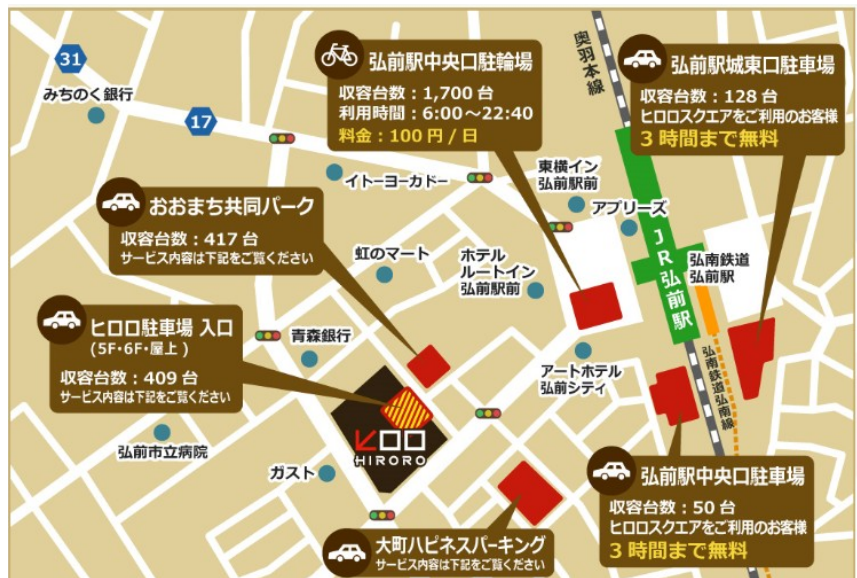 31
みちのく銀行
17
弘前駅中央口駐輪場
収容台数：1,700 台
利用時間：6:00～22:40
料金：100 円 / 日
奥羽本線
弘前駅城東口駐車場
収容台数：128 台
ヒロロスクエアをご利用のお客様
3 時間まで無料
イトーヨーカドー
東横イン
弘前駅前
アプリーズ
おおまち共同パーク
収容台数：417 台
サービス内容は下記をご覧ください
虹のマート
ホテル
ルートイン
弘前駅前
JR弘前駅
弘南鉄道
弘前駅
ヒロロ駐車場 入口
(5F・6F・屋上)
収容台数：409 台
サービス内容は下記をご覧ください
青森銀行
アートホテル
弘前シティ
弘南鉄道弘南線
弘前市立病院
ガスト
ヒロロ
HIRORO
弘前駅中央口駐車場
収容台数：50 台
ヒロロスクエアをご利用のお客様
3 時間まで無料
大町ハピネスパーキング
サービス内容は下記をご覧ください